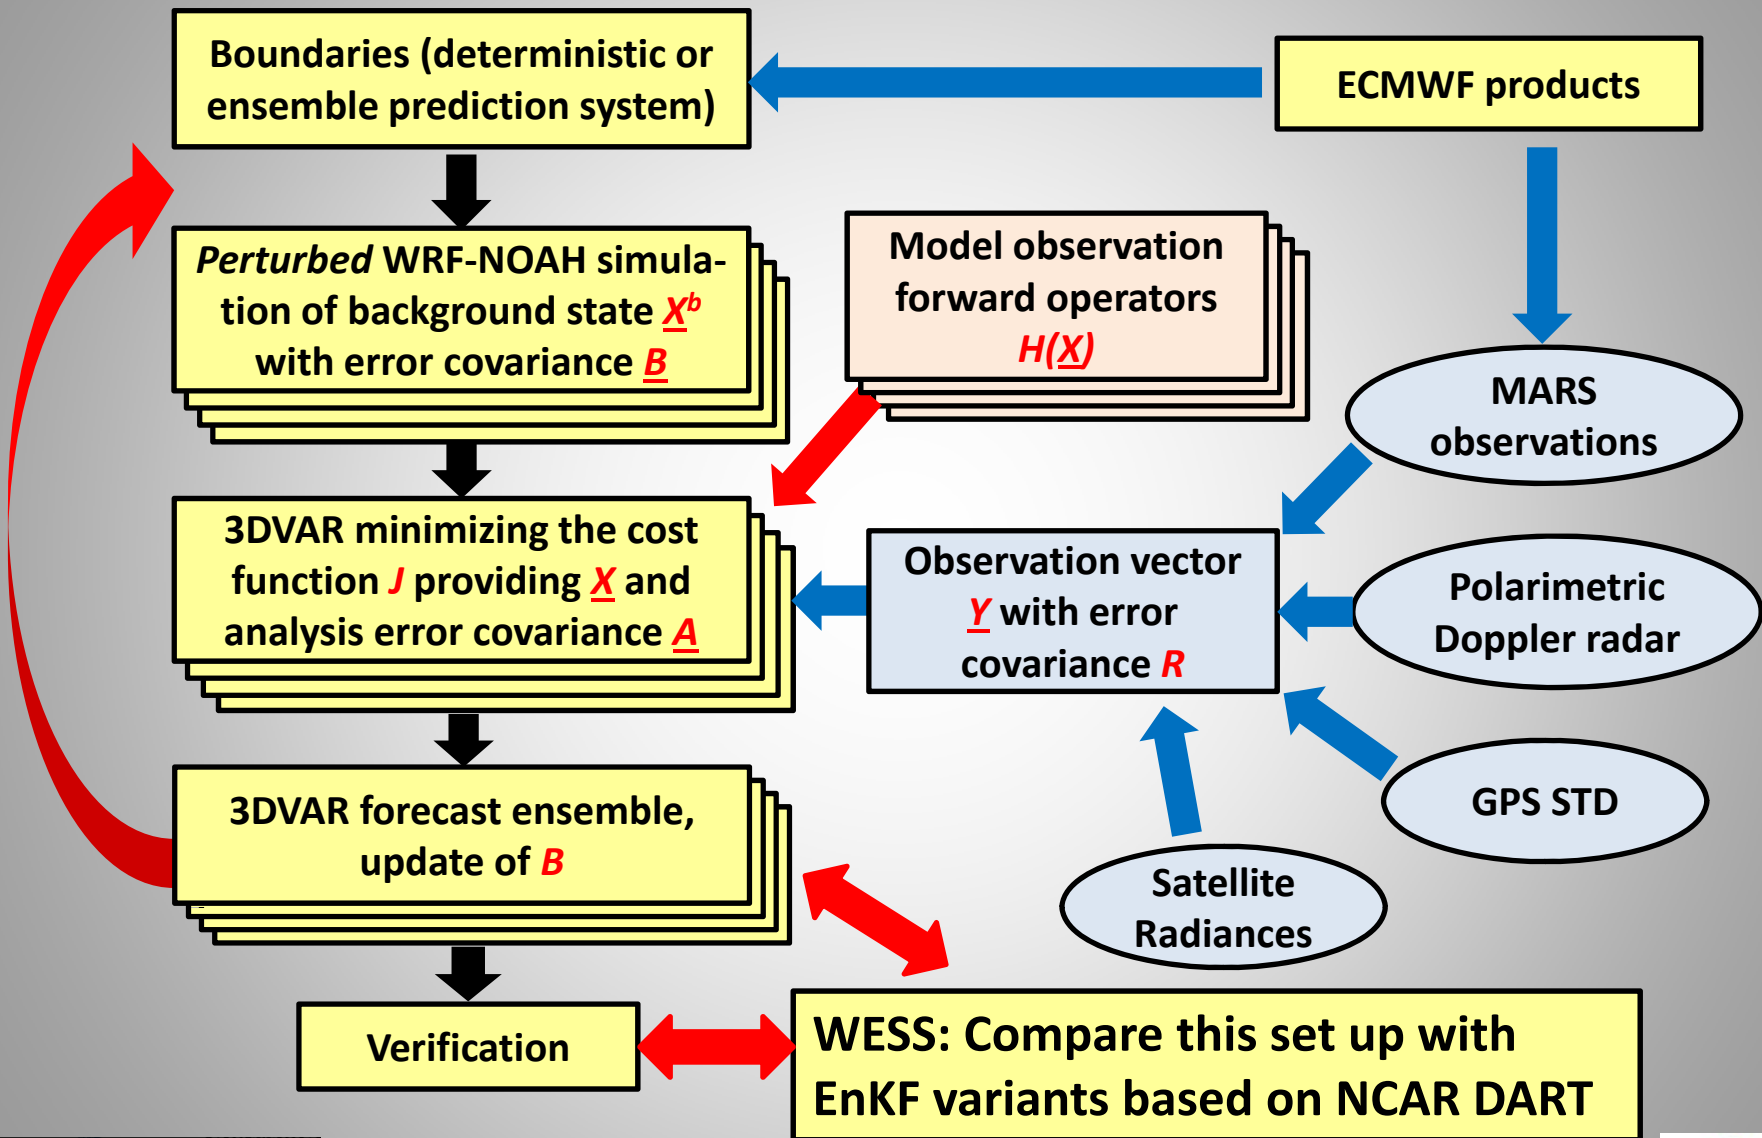 Boundaries (deterministic or
ensemble prediction system)
ECMWF products
Perturbed WRF-NOAH simula-
tion of background state X^b
with error covariance B
Model observation
forward operators
H(X)
MARS
observations
3DVAR minimizing the cost
function J providing X and
analysis error covariance A
Observation vector
Y with error
covariance R
Polarimetric
Doppler radar
GPS STD
3DVAR forecast ensemble,
update of B
Satellite
Radiances
Verification
WESS: Compare this set up with
EnKF variants based on NCAR DART